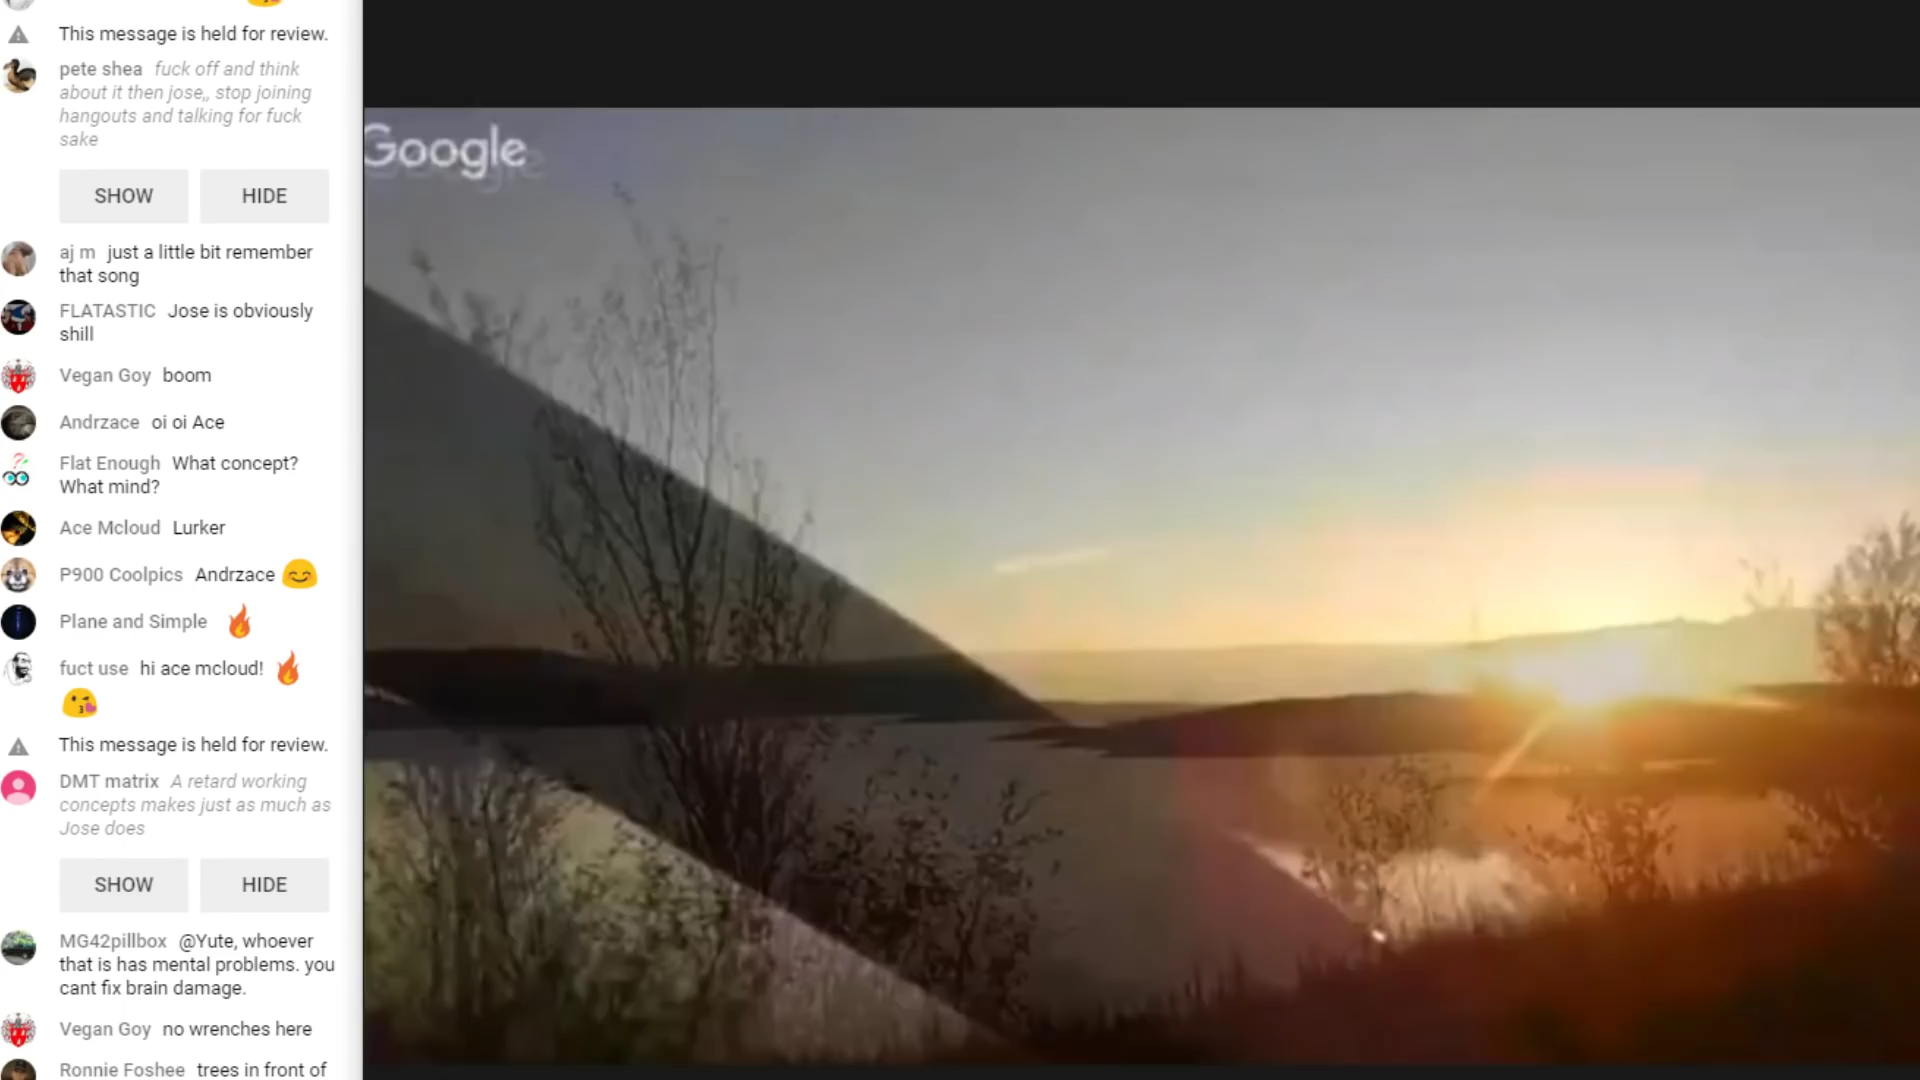 This message is held for review.
pete shea fuck off and think
about it then jose,, stop joining
hangouts and talking for fuck
sake
SHOW HIDE
aj m just a little bit remember
that song
FLATASTIC Jose is obviously
shill
Vegan Goy boom
Andrzace oi oi Ace
Flat Enough What concept?
What mind?
Ace Mcloud Lurker
P900 Coolpics Andrzace 😊
Plane and Simple 🔥
fuct use hi ace mcloud! 🔥
😘
This message is held for review.
DMT matrix A retard working
concepts makes just as much as
Jose does
SHOW HIDE
MG42pillbox @Yute, whoever
that is has mental problems. you
cant fix brain damage.
Vegan Goy no wrenches here
Ronnie Foshee trees in front of
Google